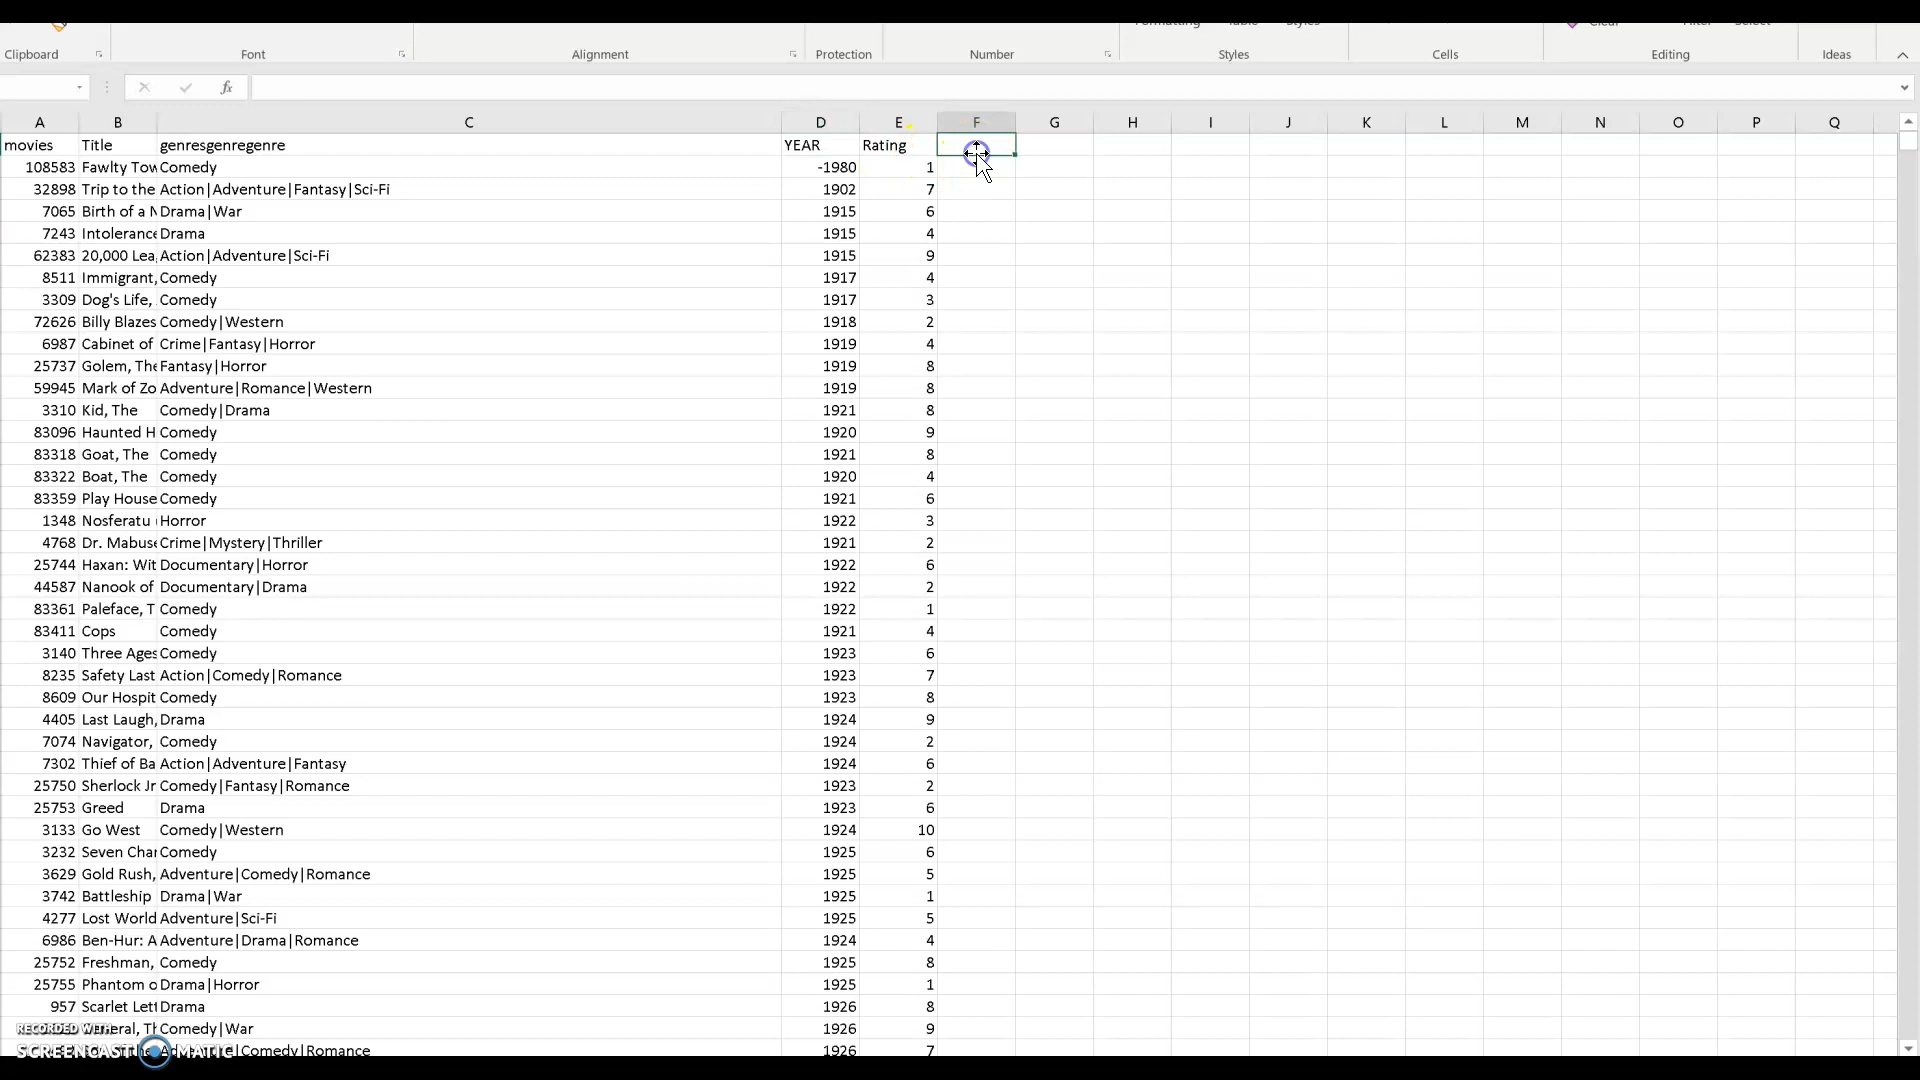 Clipboard Font Alignment Protection Number Styles Cells Editing Ideas
fx
A B C D E F G H I J K L M N O P Q
movies Title genresgenregenre YEAR Rating
108583 Fawlty Tow Comedy -1980 1
32898 Trip to the Action|Adventure|Fantasy|Sci-Fi 1902 7
7065 Birth of a N Drama|War 1915 6
7243 Intolerance Drama 1915 4
62383 20,000 Lea Action|Adventure|Sci-Fi 1915 9
8511 Immigrant, Comedy 1917 4
3309 Dog's Life, Comedy 1917 3
72626 Billy Blazes Comedy|Western 1918 2
6987 Cabinet of Crime|Fantasy|Horror 1919 4
25737 Golem, The Fantasy|Horror 1919 8
59945 Mark of Zo Adventure|Romance|Western 1919 8
3310 Kid, The Comedy|Drama 1921 8
83096 Haunted H Comedy 1920 9
83318 Goat, The Comedy 1921 8
83322 Boat, The Comedy 1920 4
83359 Play House Comedy 1921 6
1348 Nosferatu Horror 1922 3
4768 Dr. Mabuse Crime|Mystery|Thriller 1921 2
25744 Haxan: Wit Documentary|Horror 1922 6
44587 Nanook of Documentary|Drama 1922 2
83361 Paleface, T Comedy 1922 1
83411 Cops Comedy 1921 4
3140 Three Ages Comedy 1923 6
8235 Safety Last Action|Comedy|Romance 1923 7
8609 Our Hospit Comedy 1923 8
4405 Last Laugh, Drama 1924 9
7074 Navigator, Comedy 1924 2
7302 Thief of Ba Action|Adventure|Fantasy 1924 6
25750 Sherlock Jr Comedy|Fantasy|Romance 1923 2
25753 Greed Drama 1923 6
3133 Go West Comedy|Western 1924 10
3232 Seven Char Comedy 1925 6
3629 Gold Rush, Adventure|Comedy|Romance 1925 5
3742 Battleship Drama|War 1925 1
4277 Lost World Adventure|Sci-Fi 1925 5
6986 Ben-Hur: A Adventure|Drama|Romance 1924 4
25752 Freshman, Comedy 1925 8
25755 Phantom o Drama|Horror 1925 1
957 Scarlet Lett Drama 1926 8
General, Th Comedy|War 1926 9
Adventure|Comedy|Romance 1926 7
RECORDED WITH
SCREENCAST MATIC